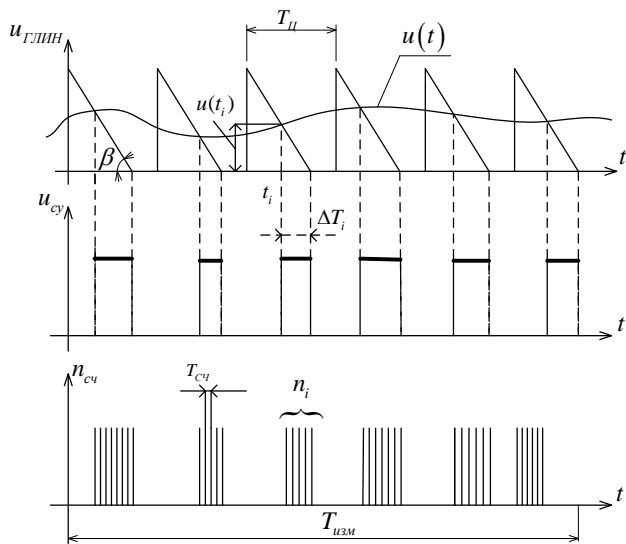 u_ГЛИН
T_Ц
u(t)
u(t_i)
β
t
u_су
t_i
ΔT_i
t
n_сч
T_СЧ
n_i
t
T_изм